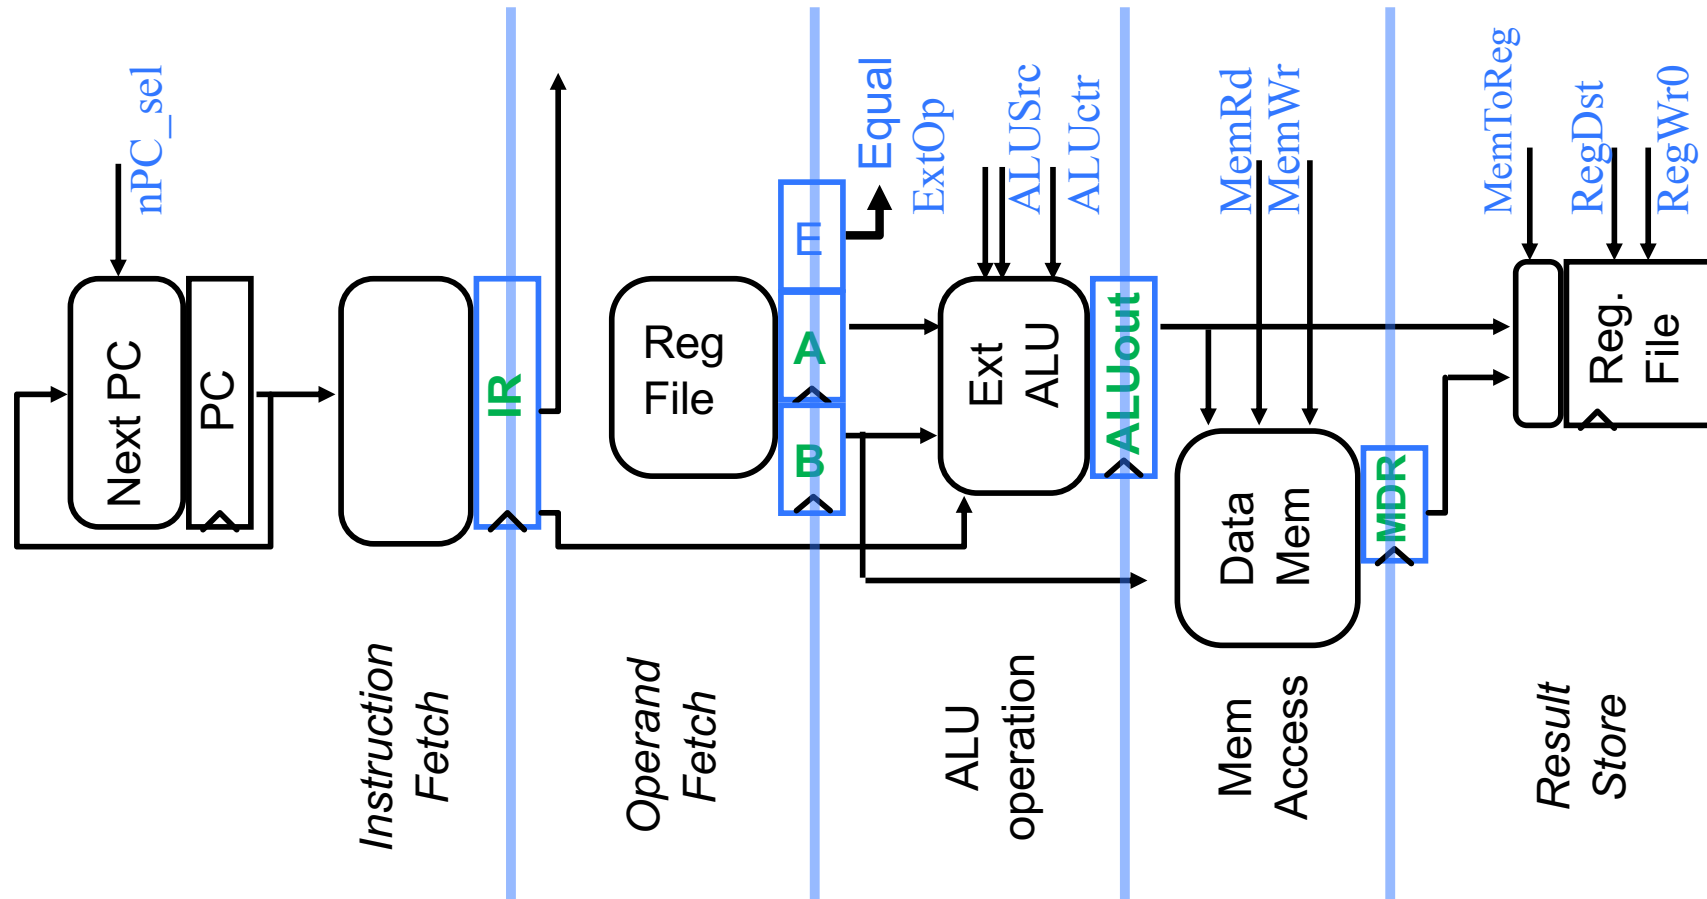 nPC_sel
Equal
ExtOp
ALUSrc
ALUctr
MemRd
MemWr
MemToReg
RegDst
RegWr0
Next PC
PC
IR
Reg
File
E
A
B
Ext
ALU
ALUout
Data
Mem
MDR
Reg.
File
Instruction
Fetch
Operand
Fetch
ALU
operation
Mem
Access
Result
Store